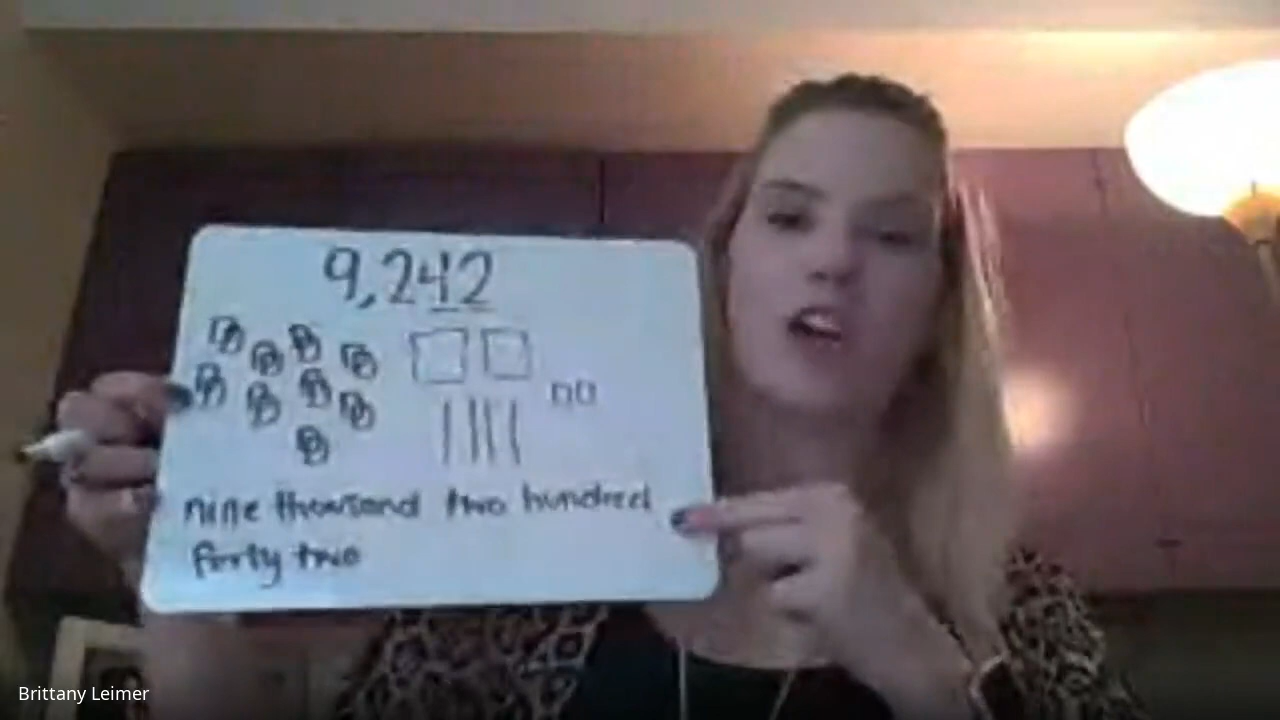 9,242
nine thousand two hundred
forty two
Brittany Leimer